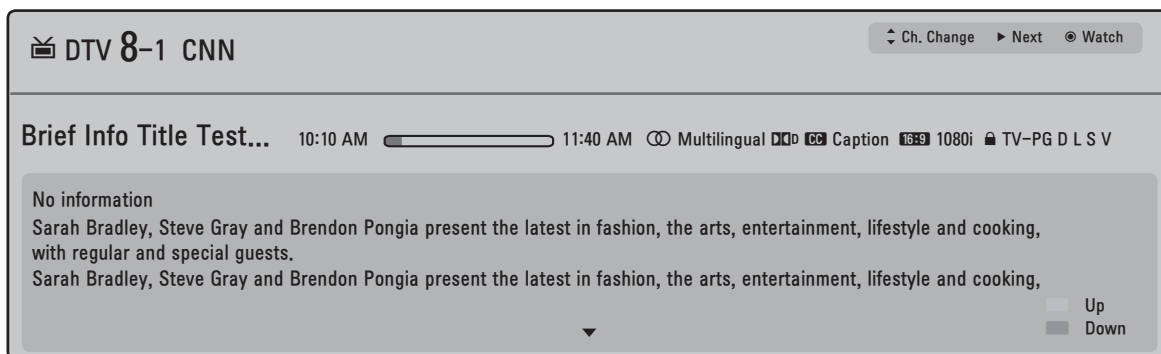 DTV 8-1 CNN
Ch. Change Next Watch
Brief Info Title Test... 10:10 AM 11:40 AM Multilingual DD D CC Caption 16:9 1080i TV-PG D L S V
No information
Sarah Bradley, Steve Gray and Brendon Pongia present the latest in fashion, the arts, entertainment, lifestyle and cooking,
with regular and special guests.
Sarah Bradley, Steve Gray and Brendon Pongia present the latest in fashion, the arts, entertainment, lifestyle and cooking,
Up
Down